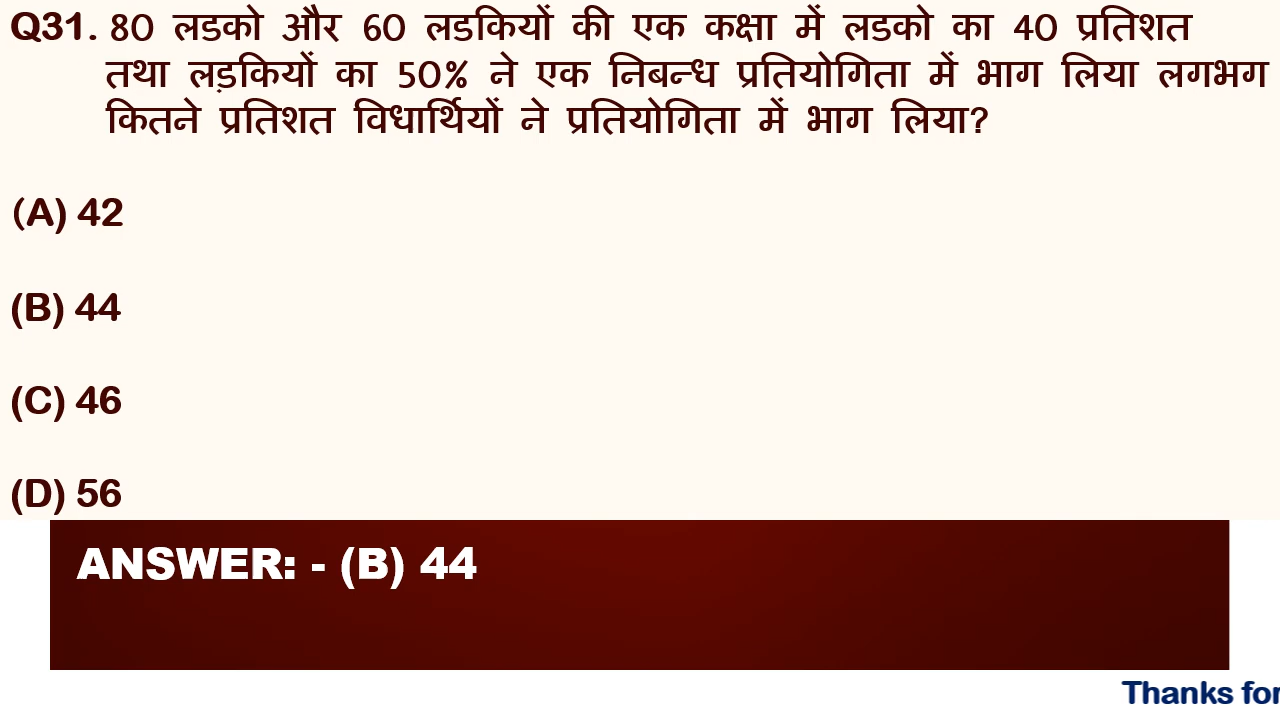 Q31. 80 लडको और 60 लडकियों की एक कक्षा में लडको का 40 प्रतिशत
तथा लड़कियों का 50% ने एक निबन्ध प्रतियोगिता में भाग लिया लगभग
कितने प्रतिशत विधार्थियों ने प्रतियोगिता में भाग लिया?
(A) 42
(B) 44
(C) 46
(D) 56
ANSWER: - (B) 44
Thanks for